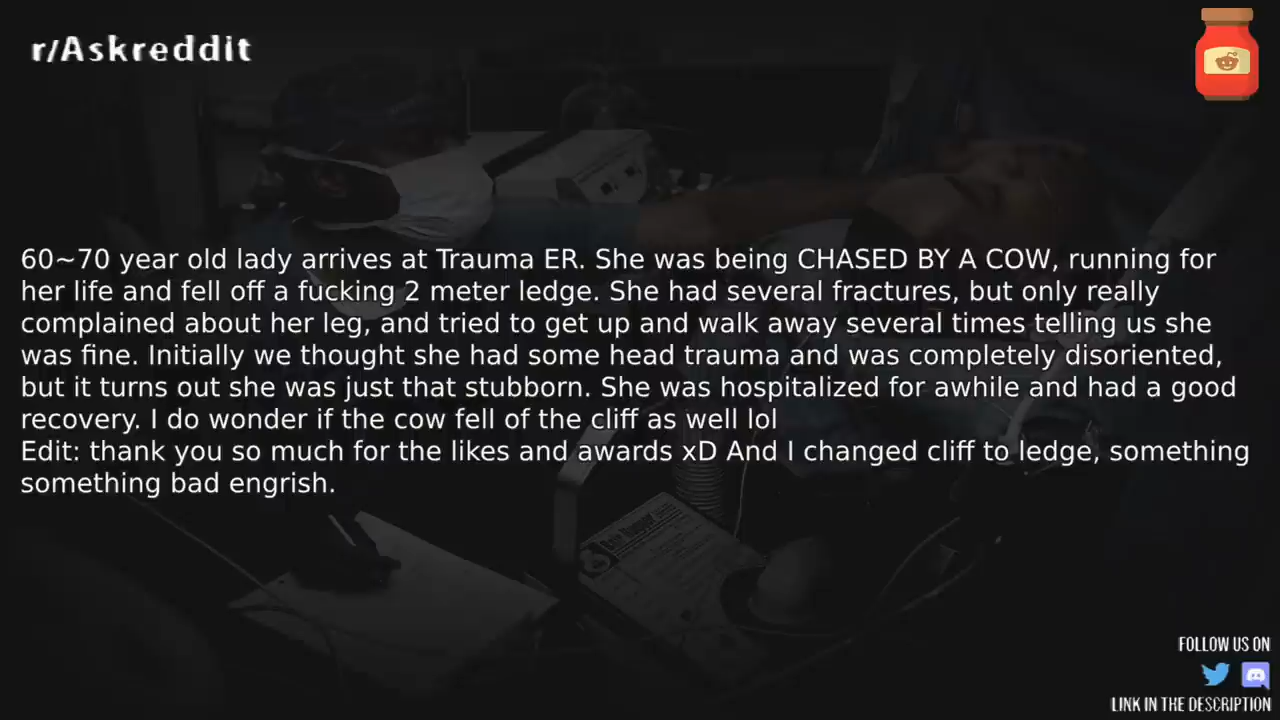 r/Askreddit
60~70 year old lady arrives at Trauma ER. She was being CHASED BY A COW, running for
her life and fell off a fucking 2 meter ledge. She had several fractures, but only really
complained about her leg, and tried to get up and walk away several times telling us she
was fine. Initially we thought she had some head trauma and was completely disoriented,
but it turns out she was just that stubborn. She was hospitalized for awhile and had a good
recovery. I do wonder if the cow fell of the cliff as well lol
Edit: thank you so much for the likes and awards xD And I changed cliff to ledge, something
something bad engrish.
FOLLOW US ON
LINK IN THE DESCRIPTION